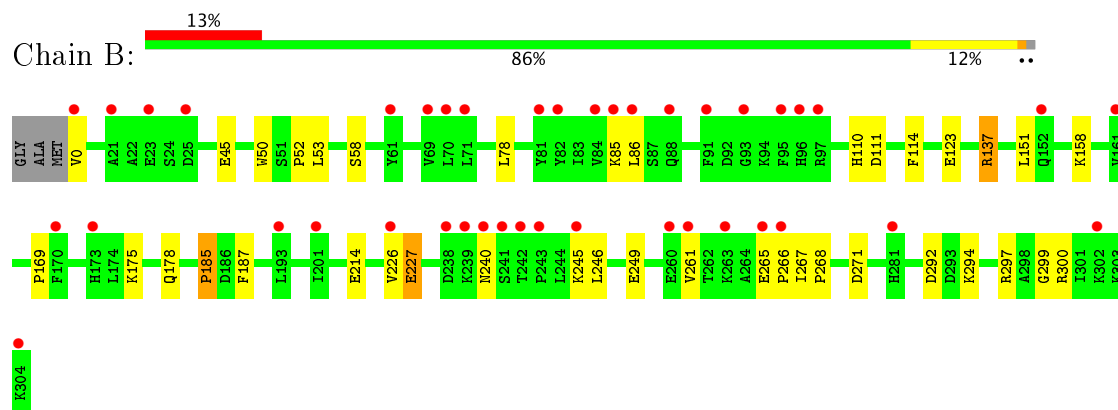 13%
Chain B:
86% 12% ••
GLY ALA MET V0 A21 A22 E23 S24 D25 E45 W50 S51 P52 L53 S58 Y61 V69 L70 L71 L78 Y81 Y82 I83 V84 K85 L86 S87 Q88 F91 D92 G93 K94 F95 H96 R97 H110 D111 F114 E123 R137 L151 Q152 K158
P169 F170 H173 L174 K175 Q178 P185 D186 F187 L193 I201 E214 V226 E227 D238 K239 N240 S241 T242 P243 L244 K245 L246 E249 E260 V261 T262 K263 A264 E265 P266 I267 P268 D271 H281 D292 D293 K294 R297 A298 G299 R300 I301 K302
K304